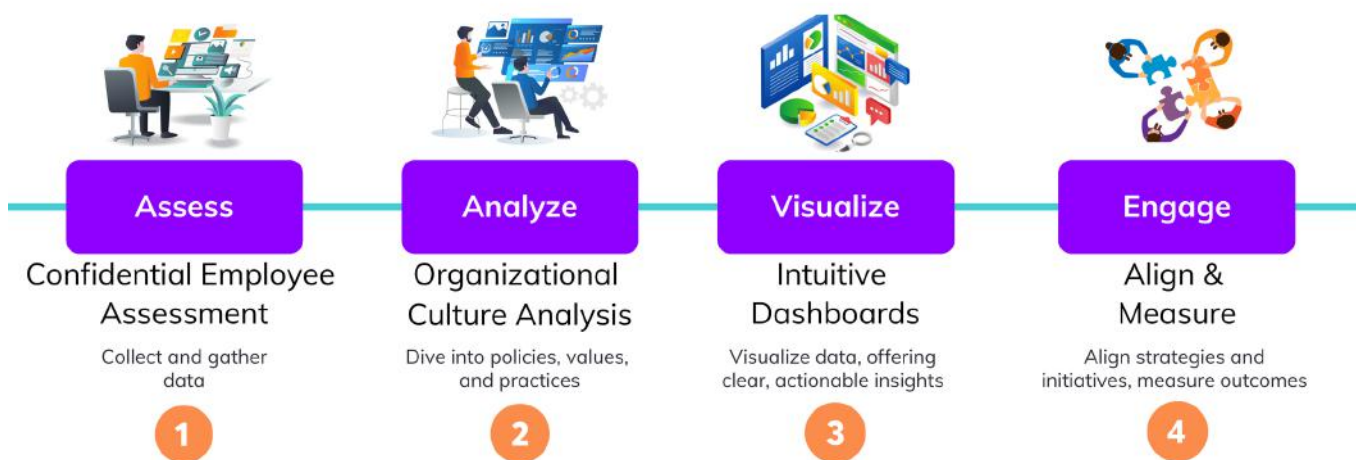 Assess
Confidential Employee
Assessment
Collect and gather
data
1
Analyze
Organizational
Culture Analysis
Dive into policies, values,
and practices
2
Visualize
Intuitive
Dashboards
Visualize data, offering
clear, actionable insights
3
Engage
Align &
Measure
Align strategies and
initiatives, measure outcomes
4